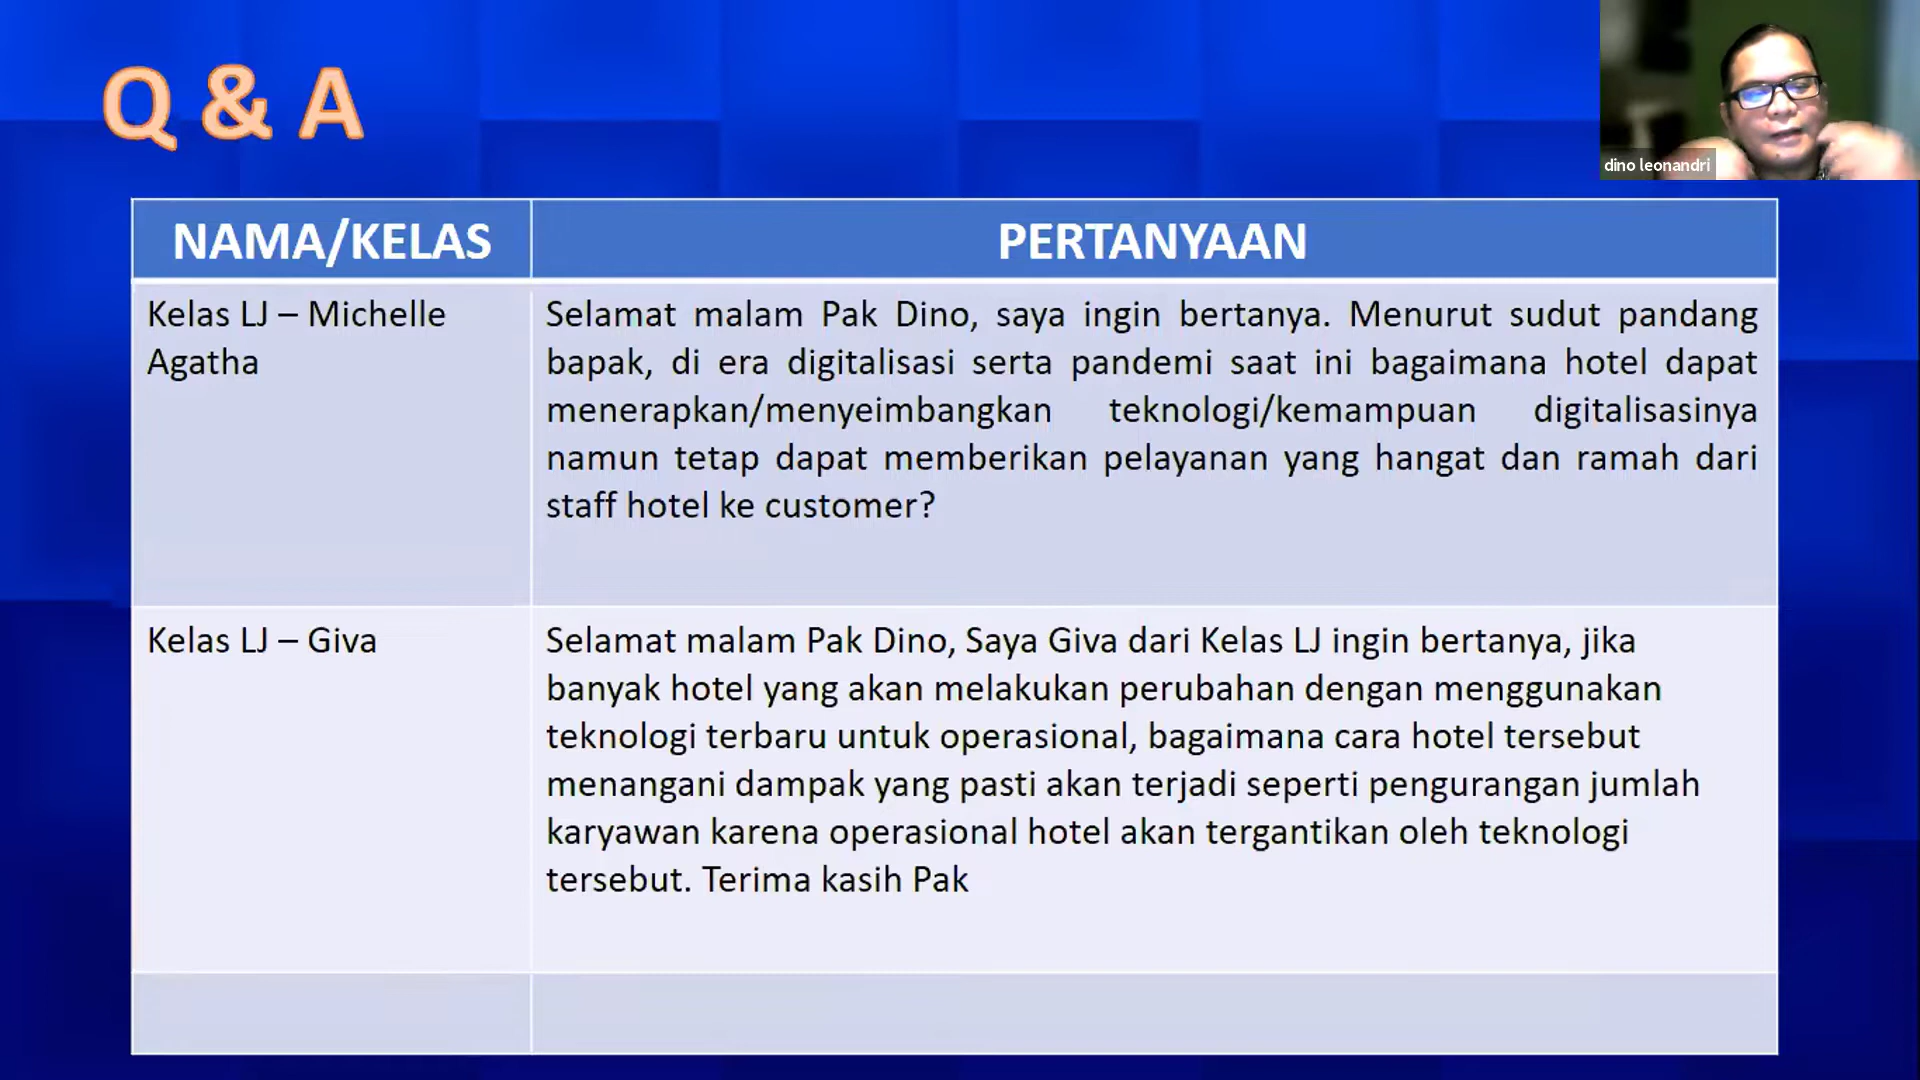 Q & A
dino leonandri
NAMA/KELAS
PERTANYAAN
Kelas LJ – Michelle
Agatha
Selamat malam Pak Dino, saya ingin bertanya. Menurut sudut pandang
bapak, di era digitalisasi serta pandemi saat ini bagaimana hotel dapat
menerapkan/menyeimbangkan teknologi/kemampuan digitalisasinya
namun tetap dapat memberikan pelayanan yang hangat dan ramah dari
staff hotel ke customer?
Kelas LJ – Giva
Selamat malam Pak Dino, Saya Giva dari Kelas LJ ingin bertanya, jika
banyak hotel yang akan melakukan perubahan dengan menggunakan
teknologi terbaru untuk operasional, bagaimana cara hotel tersebut
menangani dampak yang pasti akan terjadi seperti pengurangan jumlah
karyawan karena operasional hotel akan tergantikan oleh teknologi
tersebut. Terima kasih Pak